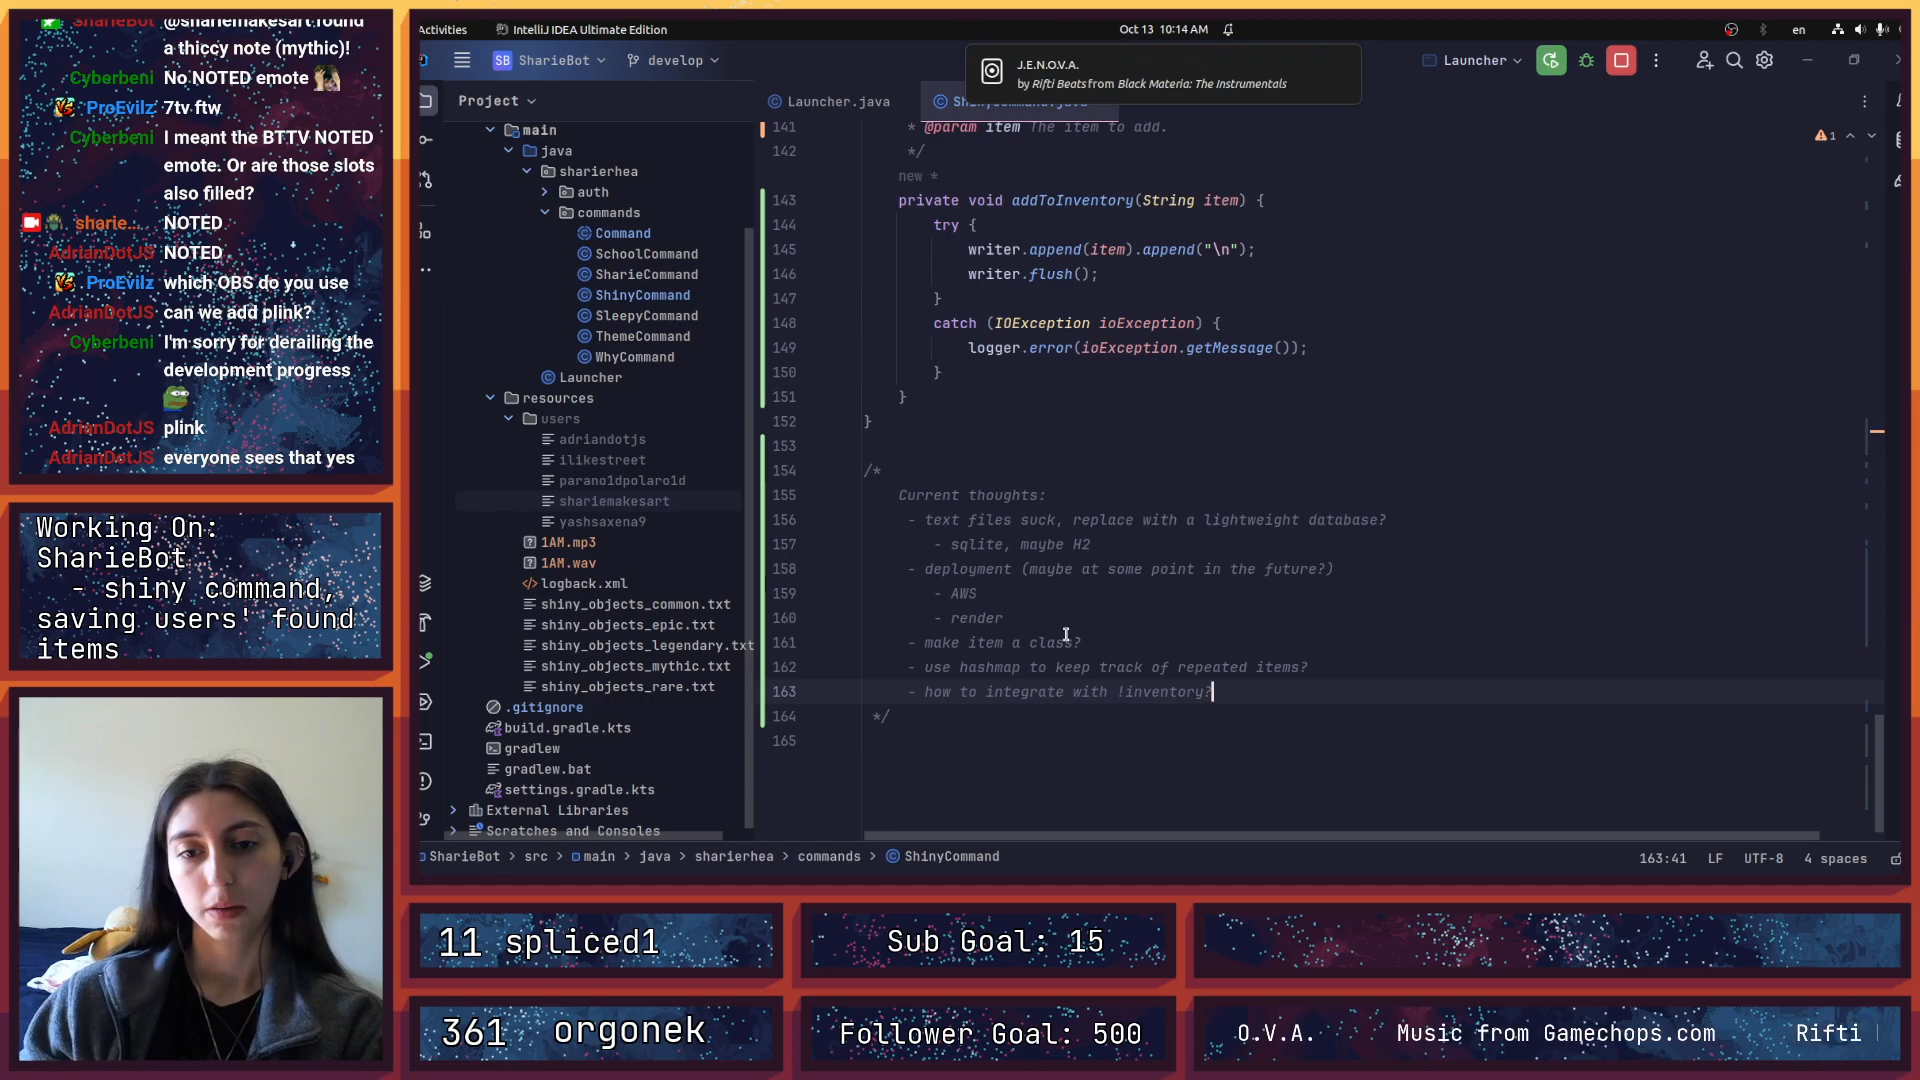 SharieBot @shariemakesart found
a thiccy note (mythic)!
Cyberbeni No NOTED emote
ProEvilz 7tv ftw
Cyberbeni I meant the BTTV NOTED
emote. Or are those slots
also filled?
sharie... NOTED
AdrianDotJS NOTED
ProEvilz which OBS do you use
AdrianDotJS can we add plink?
Cyberbeni I'm sorry for derailing the
development progress
AdrianDotJS plink
AdrianDotJS everyone sees that yes
Working On:
SharieBot
- shiny command,
saving users' found
items
Activities IntelliJ IDEA Ultimate Edition Oct 13 10:14 AM en
SB SharieBot develop Launcher
J.E.N.O.V.A.
by Rifti Beats from Black Materia: The Instrumentals
Project
Launcher.java
main
java
sharierhea
auth
commands
Command
SchoolCommand
SharieCommand
ShinyCommand
SleepyCommand
ThemeCommand
WhyCommand
Launcher
resources
users
adriandotjs
ilikestreet
parano1dpolaro1d
shariemakesart
yashsaxena9
1AM.mp3
1AM.wav
logback.xml
shiny_objects_common.txt
shiny_objects_epic.txt
shiny_objects_legendary.txt
shiny_objects_mythic.txt
shiny_objects_rare.txt
.gitignore
build.gradle.kts
gradlew
gradlew.bat
settings.gradle.kts
External Libraries
Scratches and Consoles
1
141 * @param item The item to add.
142 */
new *
143 private void addToInventory(String item) {
144 try {
145 writer.append(item).append("\n");
146 writer.flush();
147 }
148 catch (IOException ioException) {
149 logger.error(ioException.getMessage());
150 }
151 }
152 }
153
154 /*
155 Current thoughts:
156 - text files suck, replace with a lightweight database?
157 - sqlite, maybe H2
158 - deployment (maybe at some point in the future?)
159 - AWS
160 - render
161 - make item a class?
162 - use hashmap to keep track of repeated items?
163 - how to integrate with !inventory?
164 */
165
SharieBot > src > main > java > sharierhea > commands > ShinyCommand
163:41 LF UTF-8 4 spaces
11 spliced1
Sub Goal: 15
361 orgonek
Follower Goal: 500
O.V.A. Music from Gamechops.com Rifti